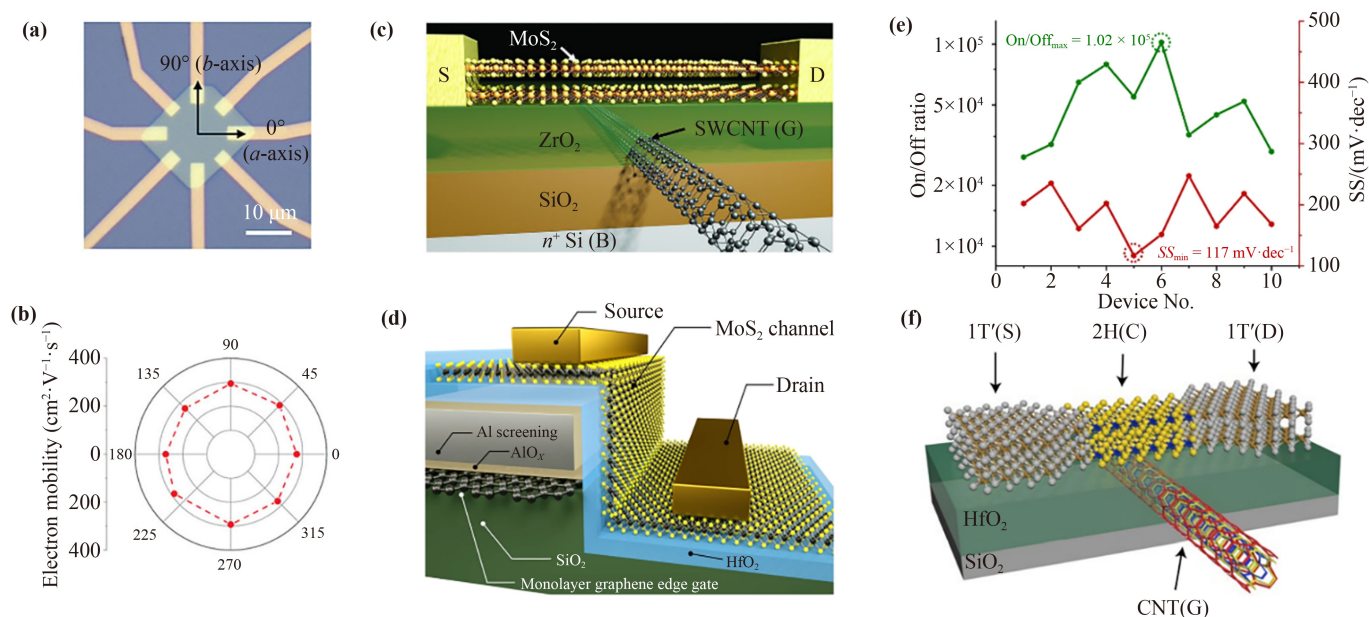 (a)
90° (b-axis)
0°
(a-axis)
10 μm
(b)
Electron mobility (cm²·V⁻¹·s⁻¹)
400
200
0
200
400
90
45
0
315
270
225
180
135
(c)
MoS₂
S
D
SWCNT (G)
ZrO₂
SiO₂
n⁺ Si (B)
(d)
Source
MoS₂ channel
Drain
Al screening
AlOₓ
SiO₂
HfO₂
Monolayer graphene edge gate
(e)
On/Off ratio
1×10⁵
5×10⁴
2×10⁴
1×10⁴
On/Offmax = 1.02 × 10⁵
SSmin = 117 mV·dec⁻¹
500
400
300
200
100
SS/(mV·dec⁻¹)
0 2 4 6 8 10
Device No.
(f)
1T′(S)
2H(C)
1T′(D)
HfO₂
SiO₂
CNT(G)